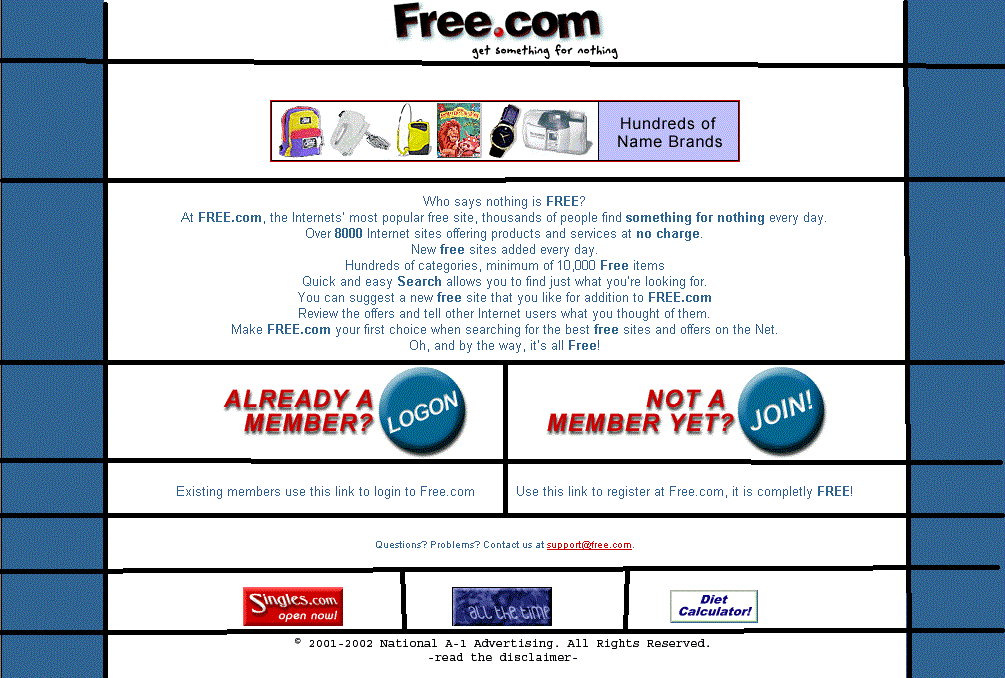 Free.com
get something for nothing
Hundreds of
Name Brands
Who says nothing is FREE?
At FREE.com, the Internets' most popular free site, thousands of people find something for nothing every day.
Over 8000 Internet sites offering products and services at no charge.
New free sites added every day.
Hundreds of categories, minimum of 10,000 Free items
Quick and easy Search allows you to find just what you're looking for.
You can suggest a new free site that you like for addition to FREE.com
Review the offers and tell other Internet users what you thought of them.
Make FREE.com your first choice when searching for the best free sites and offers on the Net.
Oh, and by the way, it's all Free!
ALREADY A
MEMBER?
LOGON
NOT A
MEMBER YET?
JOIN!
Existing members use this link to login to Free.com
Use this link to register at Free.com, it is completly FREE!
Questions? Problems? Contact us at support@free.com.
Singles.com
open now!
all the time
Diet
Calculator!
© 2001-2002 National A-1 Advertising. All Rights Reserved.
-read the disclaimer-